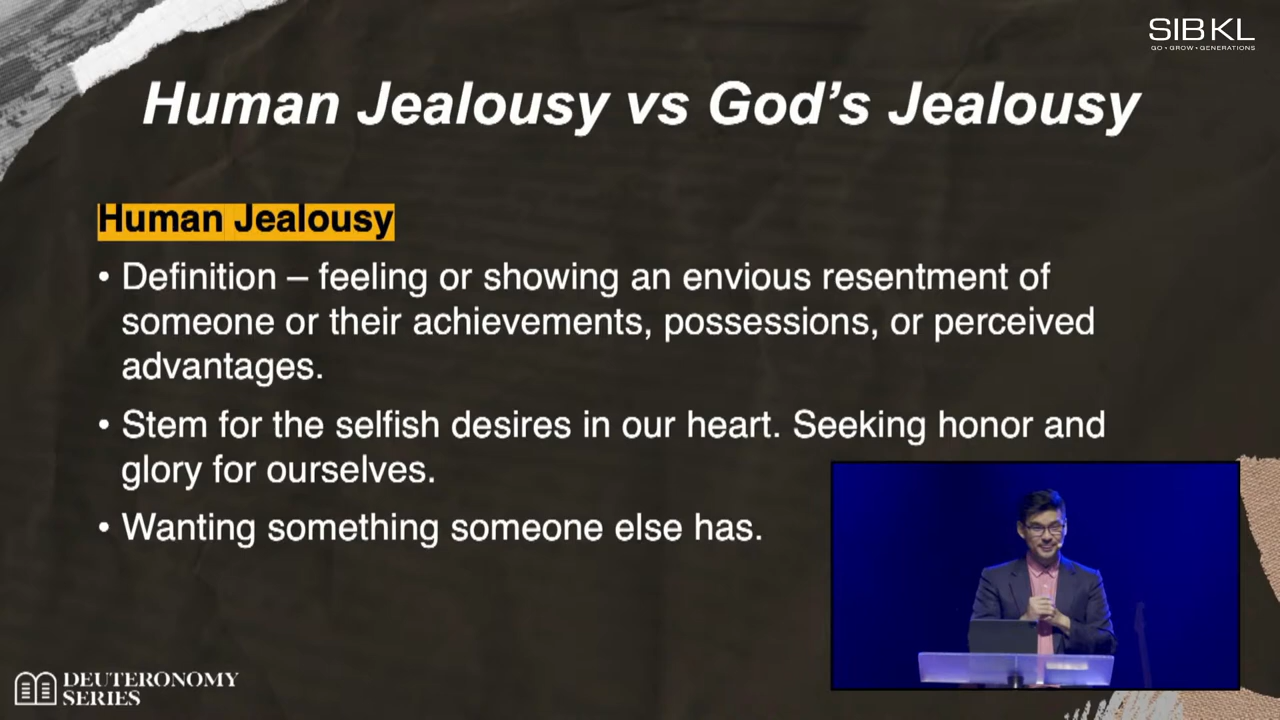 SIBKL
GO • GROW • GENERATIONS
Human Jealousy vs God’s Jealousy
Human Jealousy
• Definition – feeling or showing an envious resentment of
someone or their achievements, possessions, or perceived
advantages.
• Stem for the selfish desires in our heart. Seeking honor and
glory for ourselves.
• Wanting something someone else has.
DEUTERONOMY
SERIES